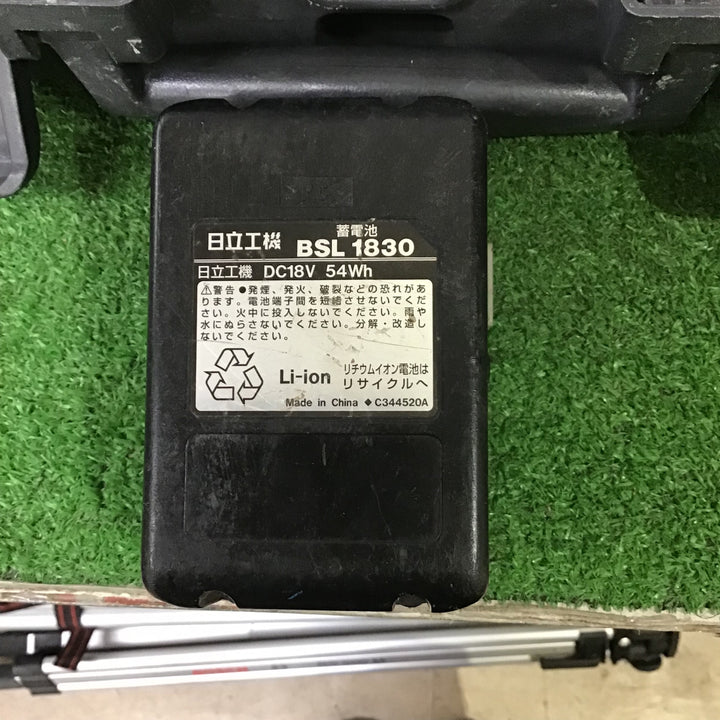 日立工機 蓄電池 BSL 1830
日立工機 DC18V 54Wh
⚠警告 ●発煙、発火、破裂などの恐れがあ
ります。電池端子間を短絡させないでくだ
さい。火中に投入しないでください。雨や
水にぬらさないでください。分解・改造し
ないでください。
Li-ion リチウムイオン電池は
リサイクルへ
Made in China ◆ C344520A